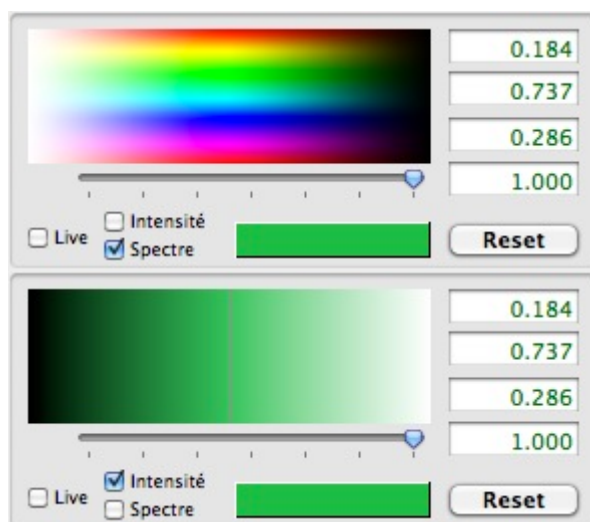 0.184
0.737
0.286
1.000
Live
Intensité
Spectre
Reset
0.184
0.737
0.286
1.000
Live
Intensité
Spectre
Reset